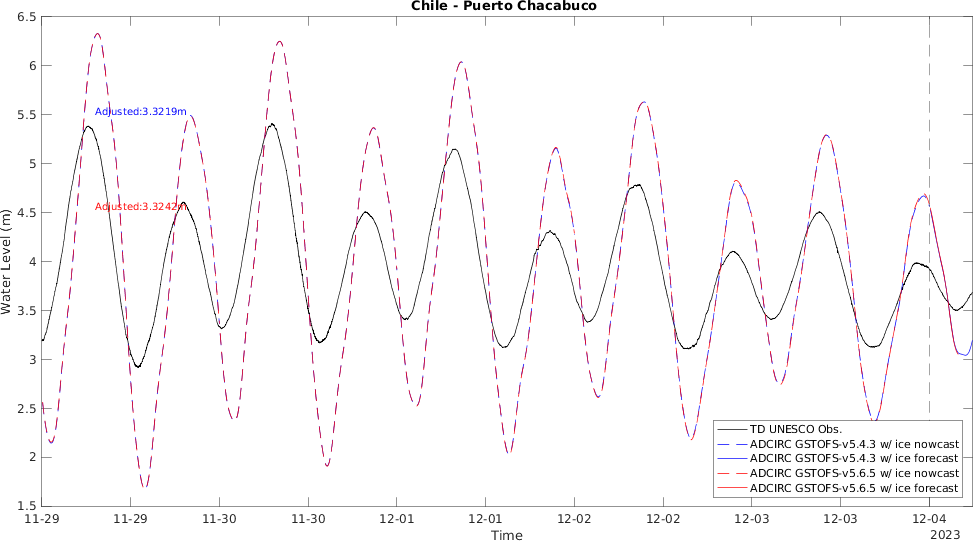 Chile - Puerto Chacabuco
6.5
6
5.5
5
4.5
4
3.5
3
2.5
2
1.5
Water Level (m)
Adjusted:3.3219m
Adjusted:3.3242m
TD UNESCO Obs.
ADCIRC GSTOFS-v5.4.3 w/ ice nowcast
ADCIRC GSTOFS-v5.4.3 w/ ice forecast
ADCIRC GSTOFS-v5.6.5 w/ ice nowcast
ADCIRC GSTOFS-v5.6.5 w/ ice forecast
11-29 11-29 11-30 11-30 12-01 12-01 12-02 12-02 12-03 12-03 12-04
Time
2023